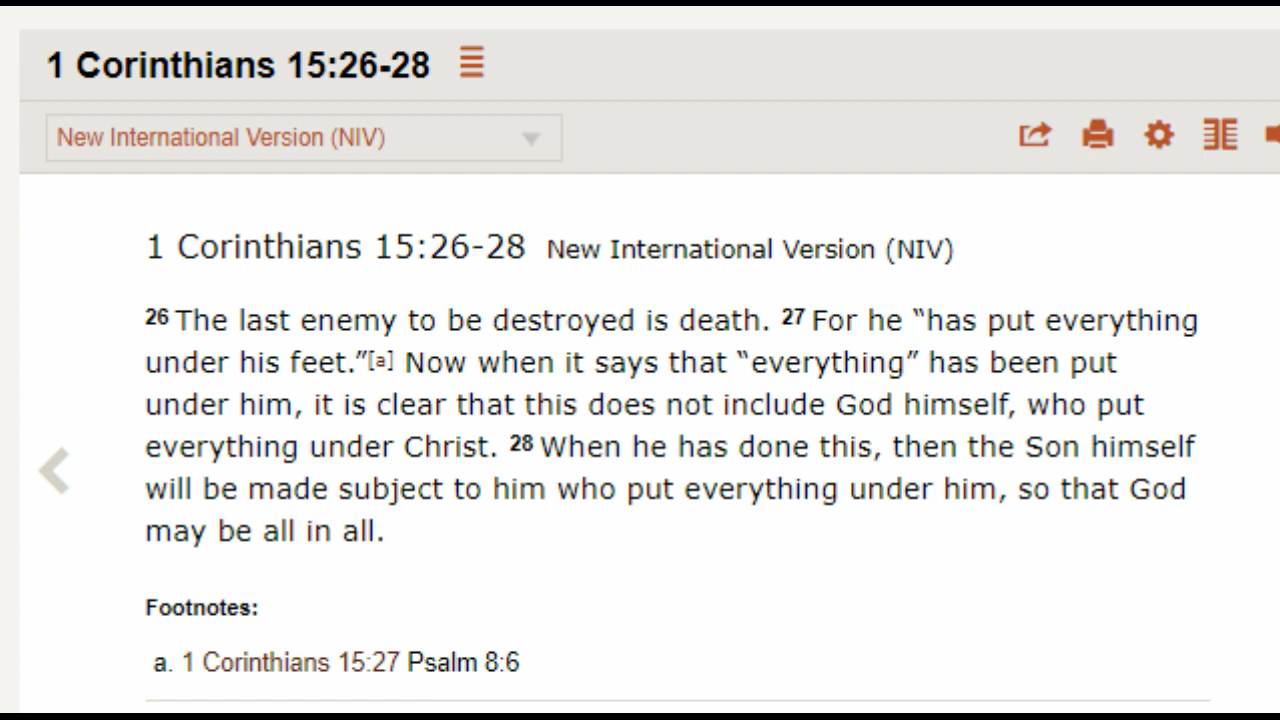 1 Corinthians 15:26-28
New International Version (NIV)
1 Corinthians 15:26-28 New International Version (NIV)
26 The last enemy to be destroyed is death. 27 For he “has put everything
under his feet.”[a] Now when it says that “everything” has been put
under him, it is clear that this does not include God himself, who put
everything under Christ. 28 When he has done this, then the Son himself
will be made subject to him who put everything under him, so that God
may be all in all.
Footnotes:
a. 1 Corinthians 15:27 Psalm 8:6